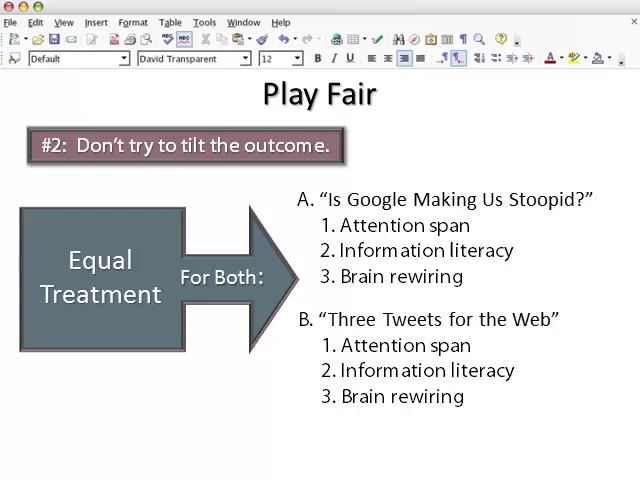 File Edit View Insert Format Table Tools Window Help
Default David Transparent 12 B I U
Play Fair
#2: Don't try to tilt the outcome.
Equal
Treatment
For Both:
A. “Is Google Making Us Stoopid?”
1. Attention span
2. Information literacy
3. Brain rewiring
B. “Three Tweets for the Web”
1. Attention span
2. Information literacy
3. Brain rewiring